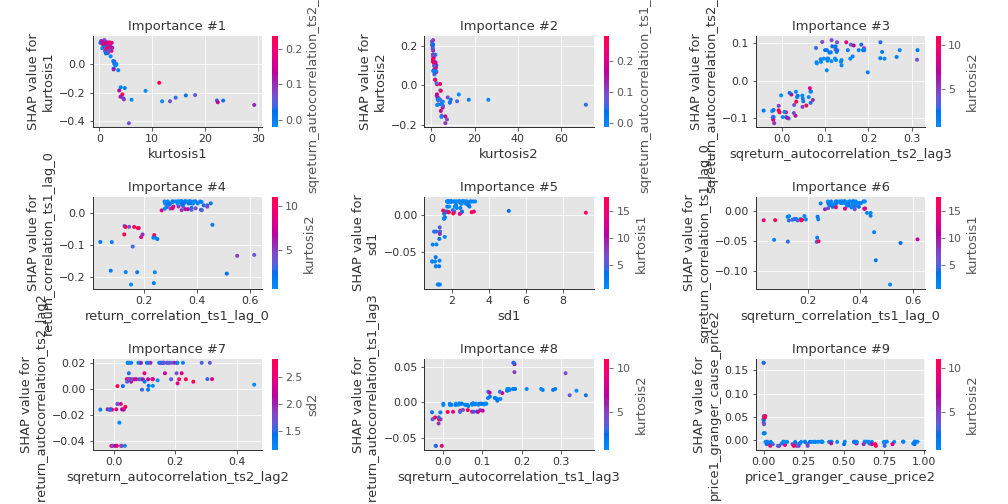 Importance #1
SHAP value for
kurtosis1
0.0
−0.2
−0.4
0
10
20
30
kurtosis1
0.2
0.1
0.0
sqreturn_autocorrelation_ts2_
Importance #2
SHAP value for
kurtosis2
0.2
0.0
−0.2
0
20
40
60
kurtosis2
0.2
0.1
0.0
sqreturn_autocorrelation_ts1_
Importance #3
SHAP value for
sqreturn_autocorrelation_ts2_
0.1
0.0
−0.1
0.0
0.1
0.2
0.3
sqreturn_autocorrelation_ts2_lag3
10
5
kurtosis2
Importance #4
SHAP value for
return_correlation_ts1_lag_0
0.0
−0.1
−0.2
0.2
0.4
0.6
return_correlation_ts1_lag_0
10
5
kurtosis2
Importance #5
SHAP value for
sd1
0.00
−0.05
2
4
6
8
sd1
15
10
5
kurtosis1
Importance #6
SHAP value for
sqreturn_correlation_ts1_lag_0
0.00
−0.05
−0.10
0.2
0.4
0.6
sqreturn_correlation_ts1_lag_0
15
10
5
kurtosis1
Importance #7
SHAP value for
sqreturn_autocorrelation_ts2_lag2
0.02
0.00
−0.02
−0.04
0.0
0.2
0.4
sqreturn_autocorrelation_ts2_lag2
2.5
2.0
1.5
sd2
Importance #8
SHAP value for
sqreturn_autocorrelation_ts1_lag3
0.05
0.00
−0.05
0.0
0.1
0.2
0.3
sqreturn_autocorrelation_ts1_lag3
10
5
kurtosis2
Importance #9
SHAP value for
price1_granger_cause_price2
0.15
0.10
0.05
0.00
0.00
0.25
0.50
0.75
1.00
price1_granger_cause_price2
10
5
kurtosis2